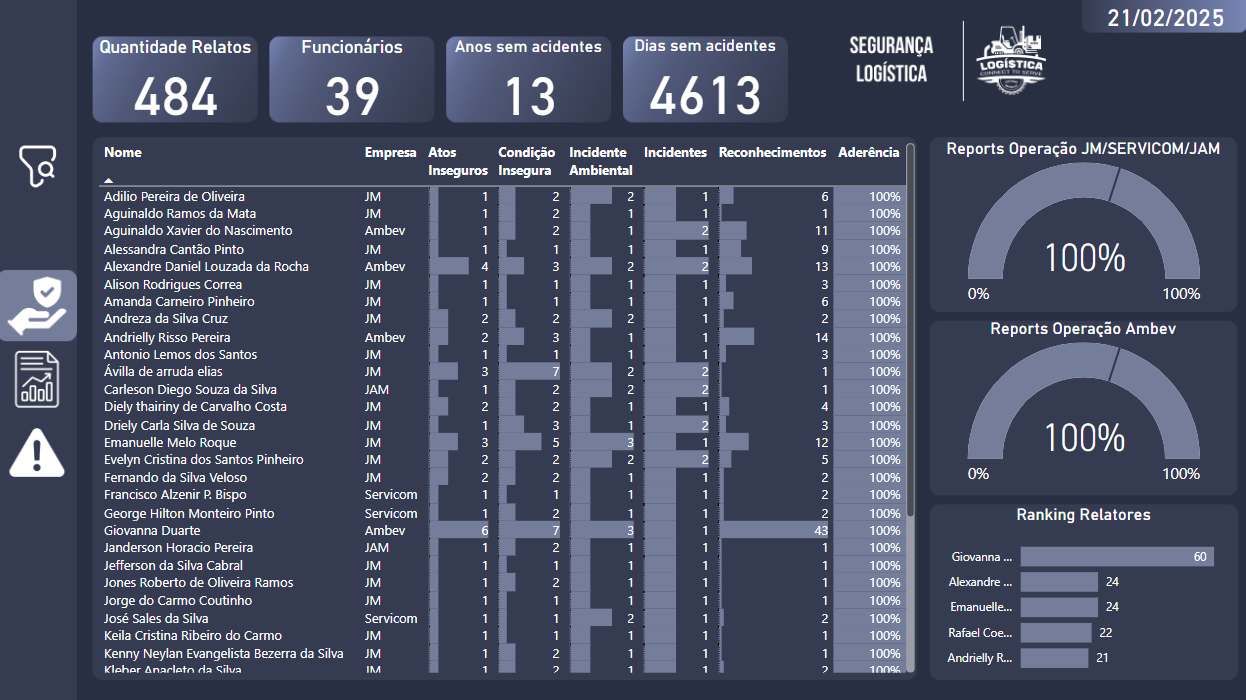 21/02/2025
Quantidade Relatos
484
Funcionários
39
Anos sem acidentes
13
Dias sem acidentes
4613
SEGURANÇA
LOGÍSTICA
LOGÍSTICA
CONNECT TO SERVE
Nome Empresa Atos Inseguros Condição Insegura Incidente Ambiental Incidentes Reconhecimentos Aderência
Adilio Pereira de Oliveira JM 1 2 2 1 6 100%
Aguinaldo Ramos da Mata JM 1 2 1 1 1 100%
Aguinaldo Xavier do Nascimento Ambev 1 2 1 2 11 100%
Alessandra Cantão Pinto JM 1 1 1 1 9 100%
Alexandre Daniel Louzada da Rocha Ambev 4 3 2 2 13 100%
Alison Rodrigues Correa JM 1 1 1 1 3 100%
Amanda Carneiro Pinheiro JM 1 1 1 1 6 100%
Andreza da Silva Cruz JM 2 2 2 1 2 100%
Andrielly Risso Pereira Ambev 2 3 1 1 14 100%
Antonio Lemos dos Santos JM 1 1 1 1 3 100%
Ávilla de arruda elias JM 3 7 2 2 1 100%
Carleson Diego Souza da Silva JAM 1 2 2 2 1 100%
Diely thairiny de Carvalho Costa JM 2 2 1 1 4 100%
Driely Carla Silva de Souza JM 1 3 1 2 3 100%
Emanuelle Melo Roque JM 3 5 3 1 12 100%
Evelyn Cristina dos Santos Pinheiro JM 2 2 2 2 5 100%
Fernando da Silva Veloso JM 2 2 1 1 2 100%
Francisco Alzenir P. Bispo Servicom 1 1 1 1 2 100%
George Hilton Monteiro Pinto Servicom 1 2 1 1 2 100%
Giovanna Duarte Ambev 6 7 3 1 43 100%
Janderson Horacio Pereira JAM 1 2 1 1 1 100%
Jefferson da Silva Cabral JM 1 1 1 1 1 100%
Jones Roberto de Oliveira Ramos JM 1 2 1 1 1 100%
Jorge do Carmo Coutinho JM 1 1 1 1 1 100%
José Sales da Silva Servicom 1 1 2 1 2 100%
Keila Cristina Ribeiro do Carmo JM 1 1 1 1 1 100%
Kenny Neylan Evangelista Bezerra da Silva JM 1 2 1 1 1 100%
Kleber Anacleto da Silva JM 1 2 1 1 2 100%
Reports Operação JM/SERVICOM/JAM
100%
0% 100%
Reports Operação Ambev
100%
0% 100%
Ranking Relatores
Giovanna ... 60
Alexandre ... 24
Emanuelle... 24
Rafael Coe... 22
Andrielly R... 21